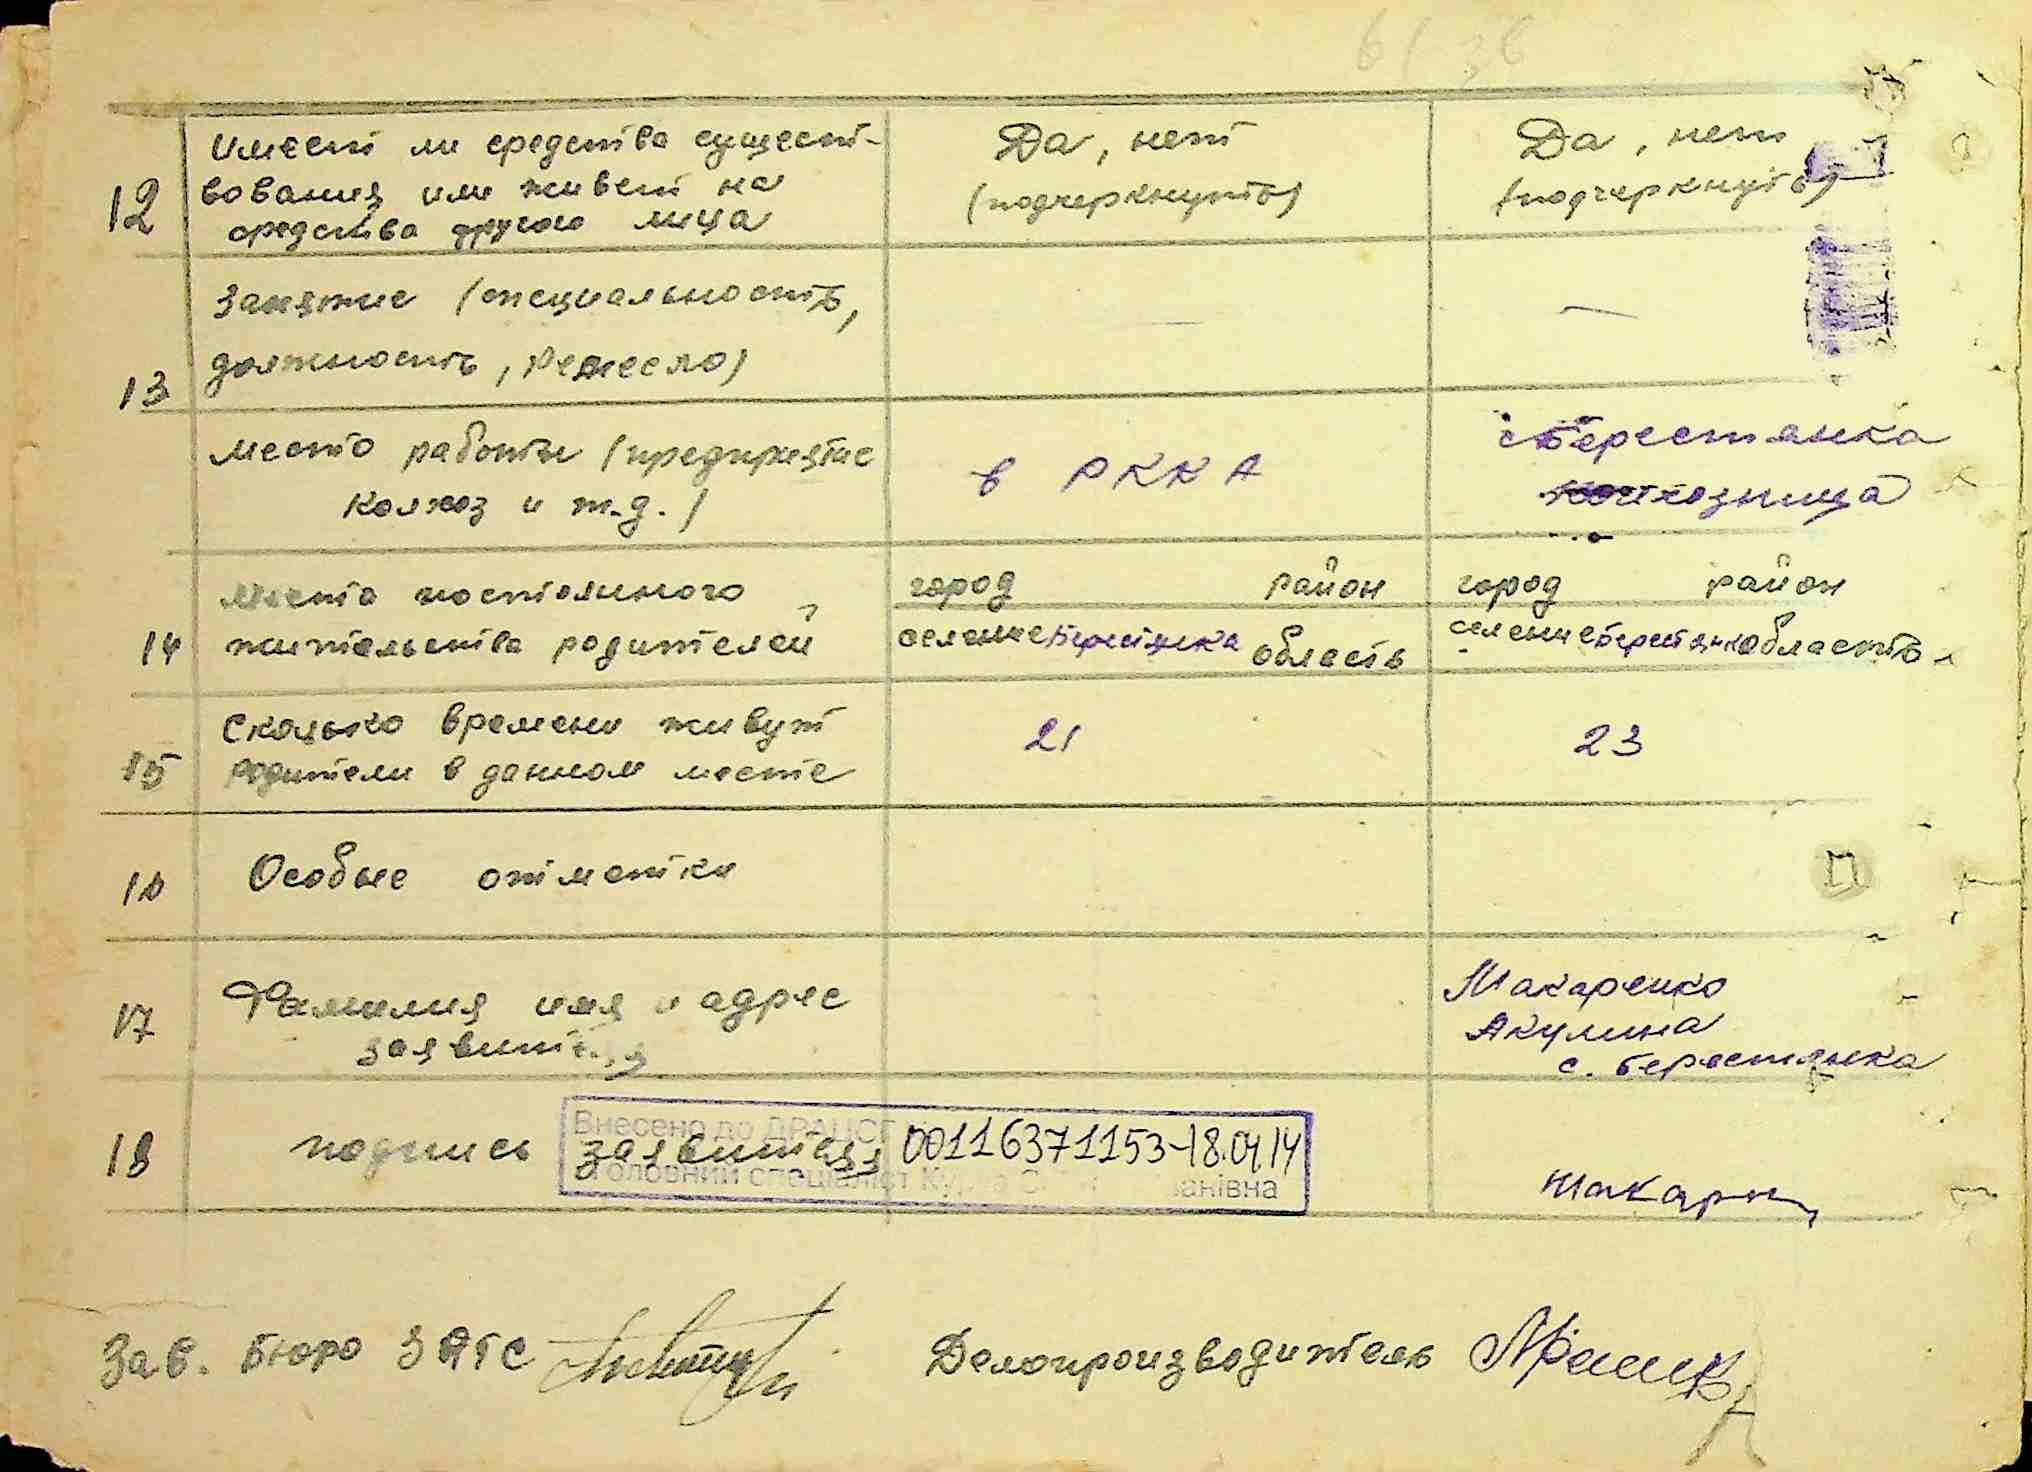 12
Имеет ли средства сущест-
вования или живет на
средства другого лица
Да, нет
(подчеркнуть)
Да, нет
(подчеркнуть)
13
Занятие (специальность,
должность, ремесло)
—
—
Место работы (предприятие
колхоз и т.д.)
в РККА
с Берестянка
колхозница
14
Места постоянного
жительства родителей
город район
селение Берестянка область
город район
селение Берестянка область
15
Сколько времени живут
родители в данном месте
21
23
16
Особые отметки
17
Фамилия имя и адрес
заявителя
Макаренко
Акулина
с. Берестянка
18
подпись заявителя
Внесено до ДРАЦСГ 00116371153-18.04.14
Головний спеціаліст
Макарен
Зав. Бюро ЗАГС
Делопроизводитель